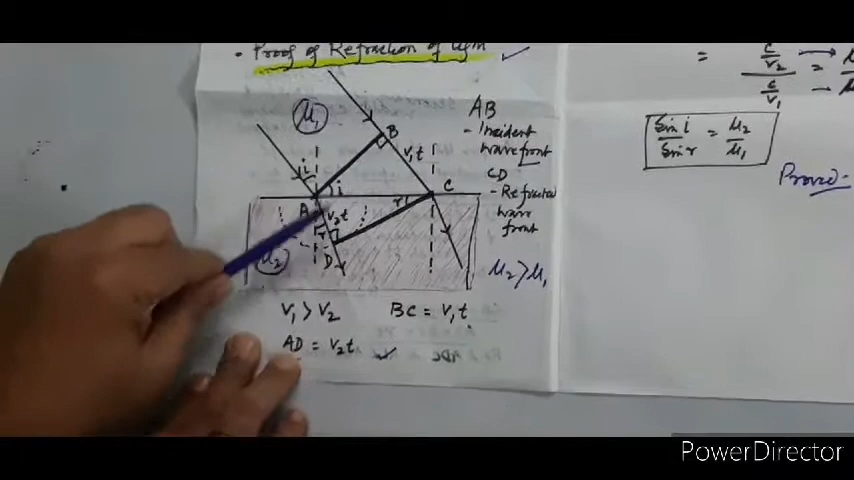 • Proof of Refraction of light
μ₁
AB
- Incident
wavefront
CD
- Refracted
wave
front
B
v₁t
i
i
C
r
A
v₂t
r
D
μ₂
μ₂ > μ₁
v₁ > v₂
BC = v₁t
AD = v₂t
= c/v₂ / c/v₁ =
Sin i / Sin r = μ₂ / μ₁
Proved-
PowerDirector